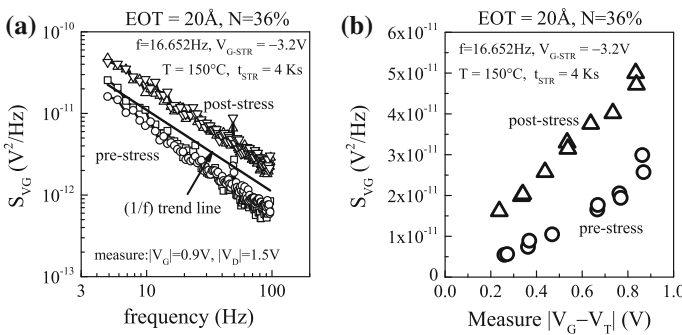 (a)
EOT = 20Å, N=36%
f=16.652Hz, V_G-STR = −3.2V
T = 150°C, t_STR = 4 Ks
post-stress
pre-stress
(1/f) trend line
measure:|V_G|=0.9V, |V_D|=1.5V
S_VG (V²/Hz)
10⁻¹⁰
10⁻¹¹
10⁻¹²
10⁻¹³
1 10 100
frequency (Hz)
(b)
EOT = 20Å, N=36%
f=16.652Hz, V_G-STR = −3.2V
T = 150°C, t_STR = 4 Ks
post-stress
pre-stress
S_VG (V²/Hz)
6x10⁻¹¹
5x10⁻¹¹
4x10⁻¹¹
3x10⁻¹¹
2x10⁻¹¹
1x10⁻¹¹
0.0 0.2 0.4 0.6 0.8 1.0
Measure |V_G−V_T| (V)